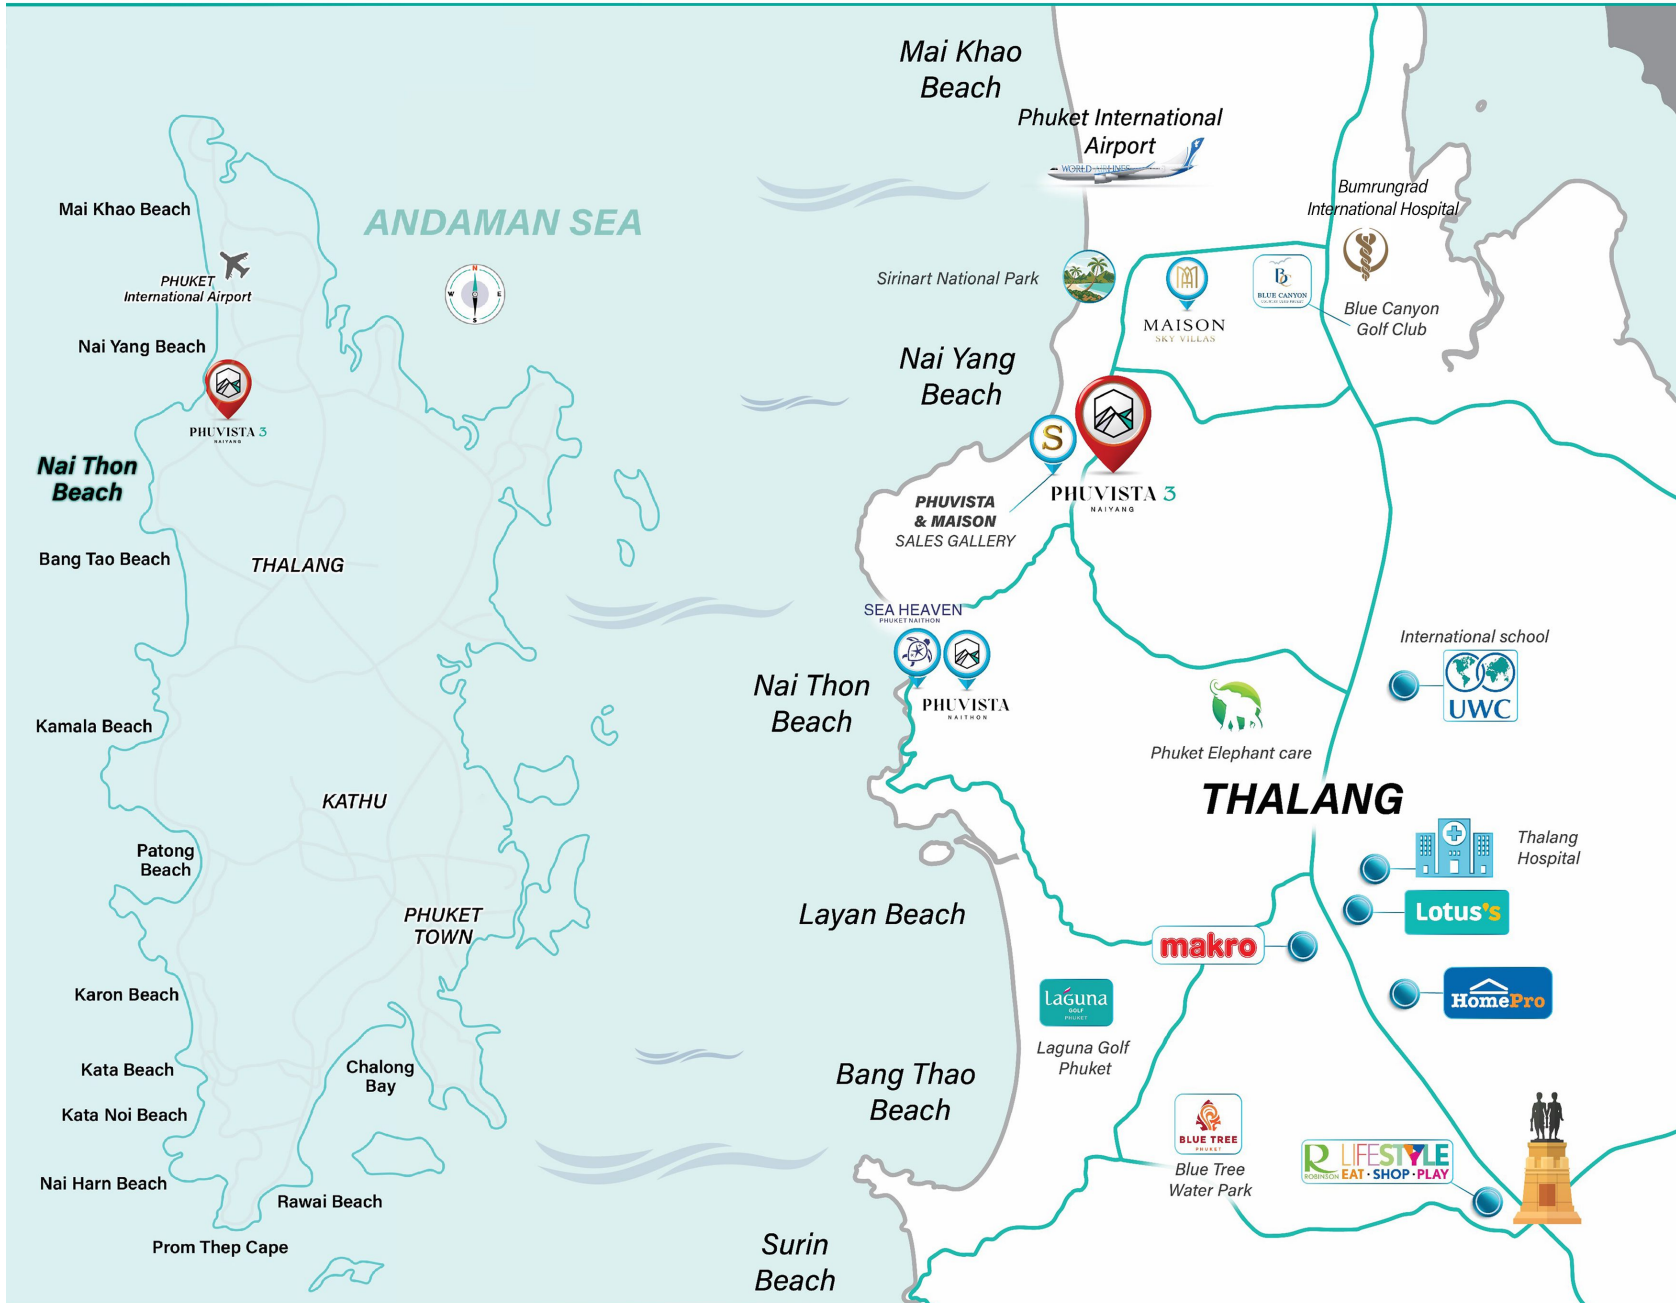 Mai Khao Beach
ANDAMAN SEA
N
W
E
S
PHUKET
International Airport
Nai Yang Beach
PHUVISTA 3
NAIYANG
Nai Thon
Beach
Bang Tao Beach
THALANG
Kamala Beach
KATHU
Patong
Beach
PHUKET
TOWN
Karon Beach
Chalong
Bay
Kata Beach
Kata Noi Beach
Nai Harn Beach
Rawai Beach
Prom Thep Cape
Mai Khao
Beach
Phuket International
Airport
WORLD AIRLINES
Bumrungrad
International Hospital
Sirinart National Park
MAISON
SKY VILLAS
BC
BLUE CANYON
Blue Canyon
Golf Club
Nai Yang
Beach
S
PHUVISTA 3
NAIYANG
PHUVISTA
& MAISON
SALES GALLERY
SEA HEAVEN
PHUKET NAITHON
PHUVISTA
NAITHON
Nai Thon
Beach
International school
UWC
Phuket Elephant care
THALANG
Thalang
Hospital
Lotus's
Layan Beach
makro
HomePro
Laguna
GOLF
PHUKET
Laguna Golf
Phuket
Bang Thao
Beach
BLUE TREE
PHUKET
Blue Tree
Water Park
R
ROBINSON
LIFESTYLE
EAT · SHOP · PLAY
Surin
Beach